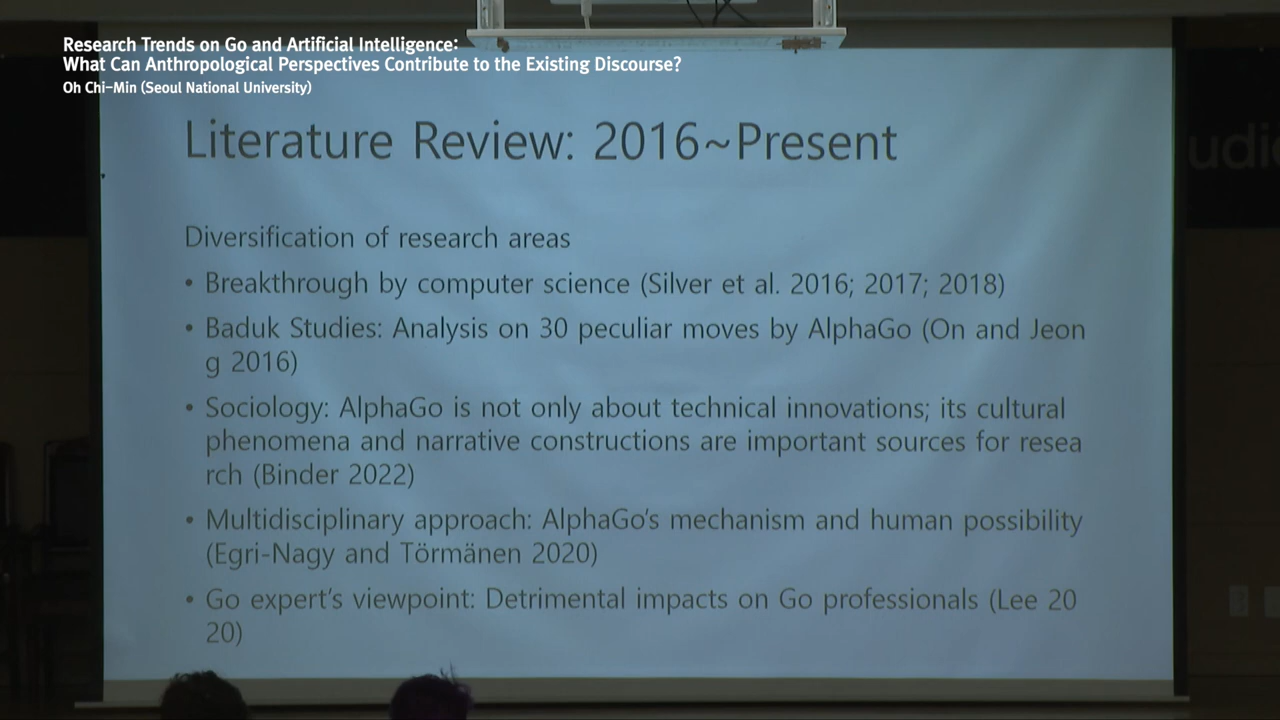 Research Trends on Go and Artificial Intelligence:
What Can Anthropological Perspectives Contribute to the Existing Discourse?
Oh Chi-Min (Seoul National University)
Literature Review: 2016~Present
udi
Diversification of research areas
• Breakthrough by computer science (Silver et al. 2016; 2017; 2018)
• Baduk Studies: Analysis on 30 peculiar moves by AlphaGo (On and Jeon
g 2016)
• Sociology: AlphaGo is not only about technical innovations; its cultural
phenomena and narrative constructions are important sources for resea
rch (Binder 2022)
• Multidisciplinary approach: AlphaGo's mechanism and human possibility
(Egri-Nagy and Törmänen 2020)
• Go expert's viewpoint: Detrimental impacts on Go professionals (Lee 20
20)